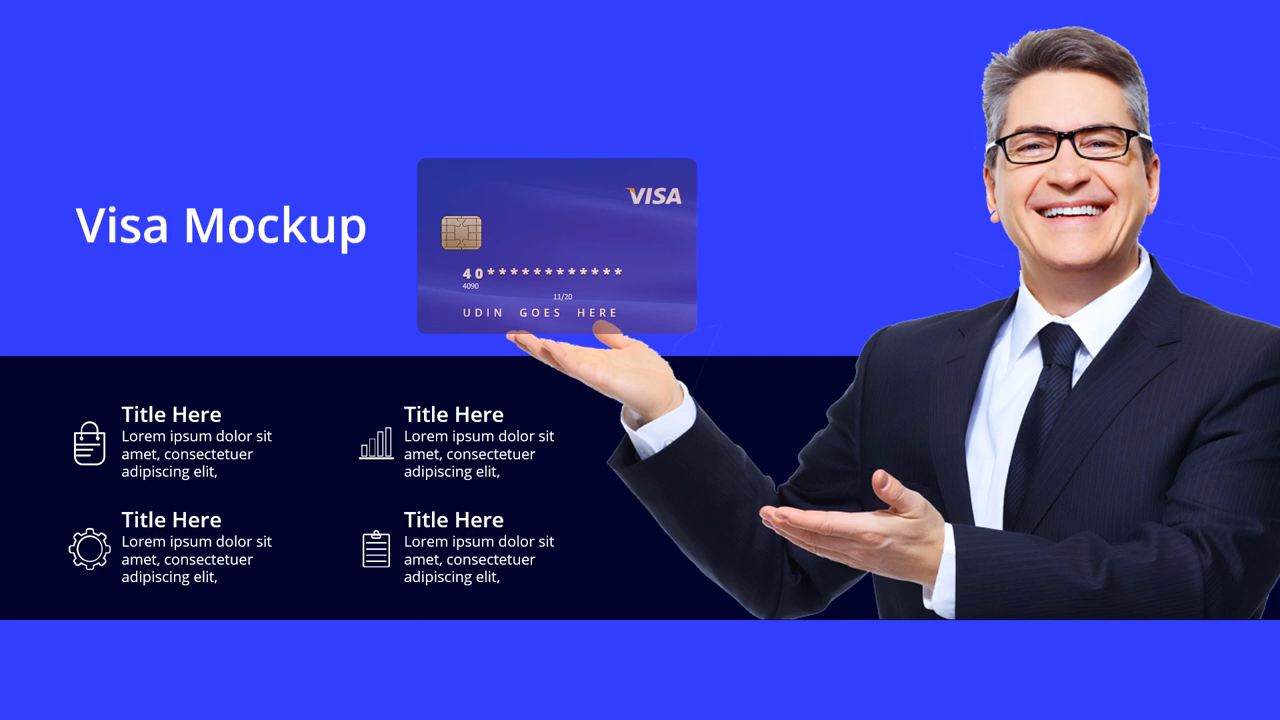 Visa Mockup
VISA
40************
4090
11/20
UDIN GOES HERE
Title Here
Lorem ipsum dolor sit
amet, consectetuer
adipiscing elit,
Title Here
Lorem ipsum dolor sit
amet, consectetuer
adipiscing elit,
Title Here
Lorem ipsum dolor sit
amet, consectetuer
adipiscing elit,
Title Here
Lorem ipsum dolor sit
amet, consectetuer
adipiscing elit,